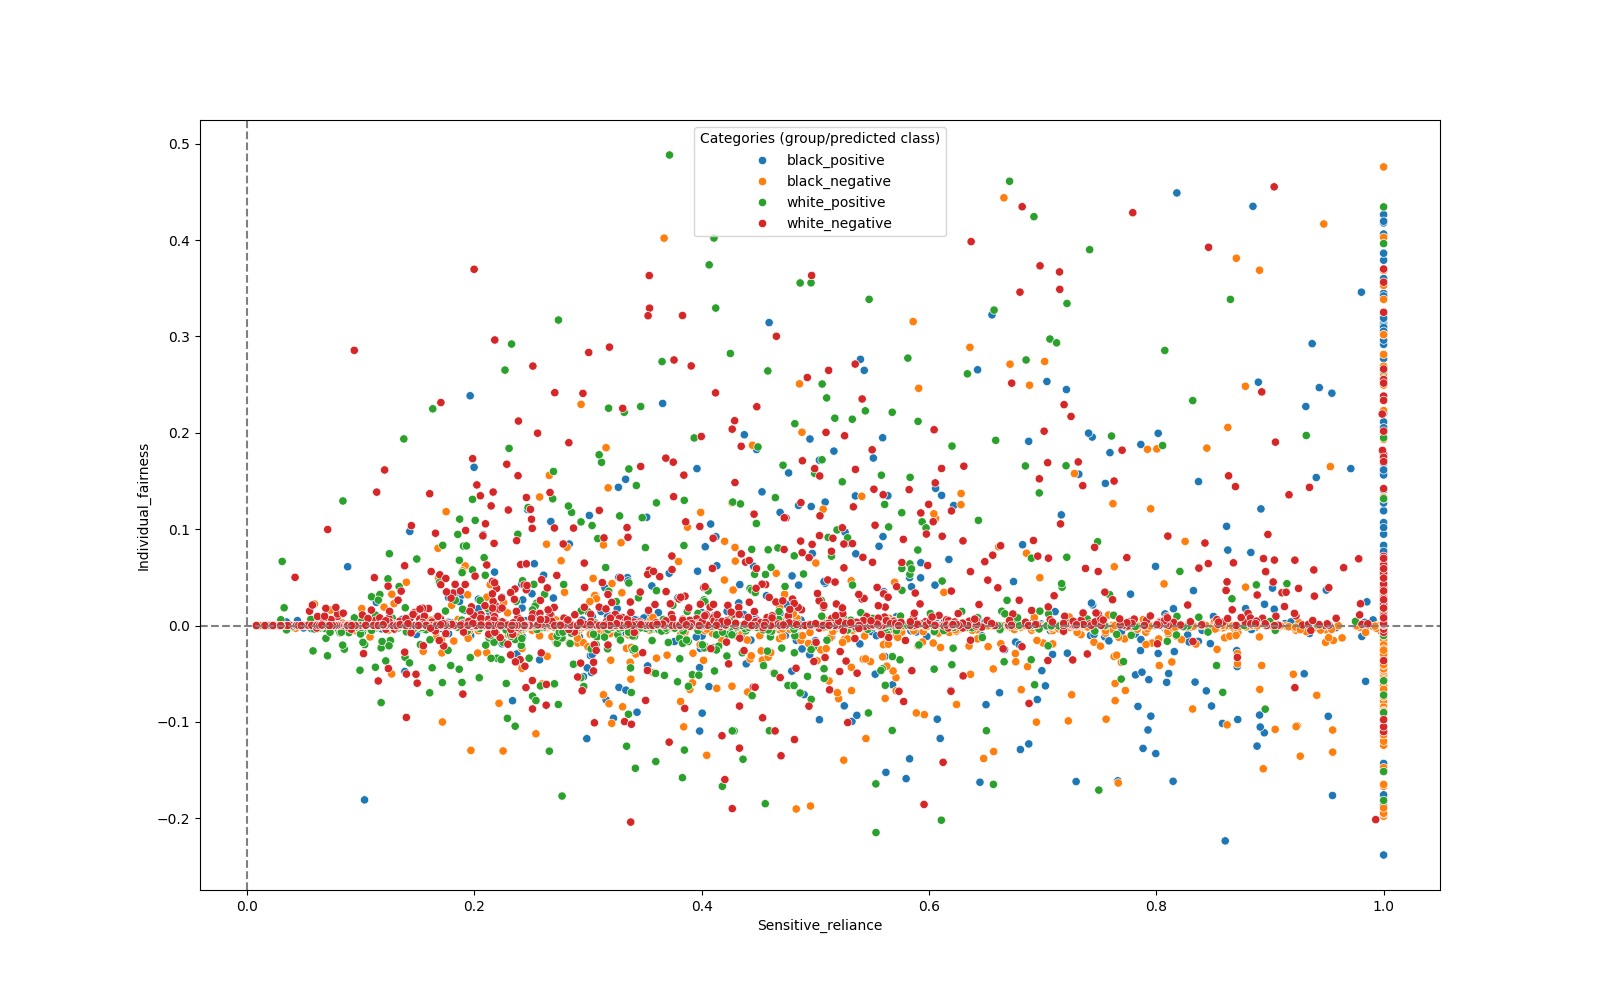 Categories (group/predicted class)
black_positive
black_negative
white_positive
white_negative
0.5
0.4
0.3
0.2
0.1
0.0
−0.1
−0.2
Individual_fairness
0.0 0.2 0.4 0.6 0.8 1.0
Sensitive_reliance